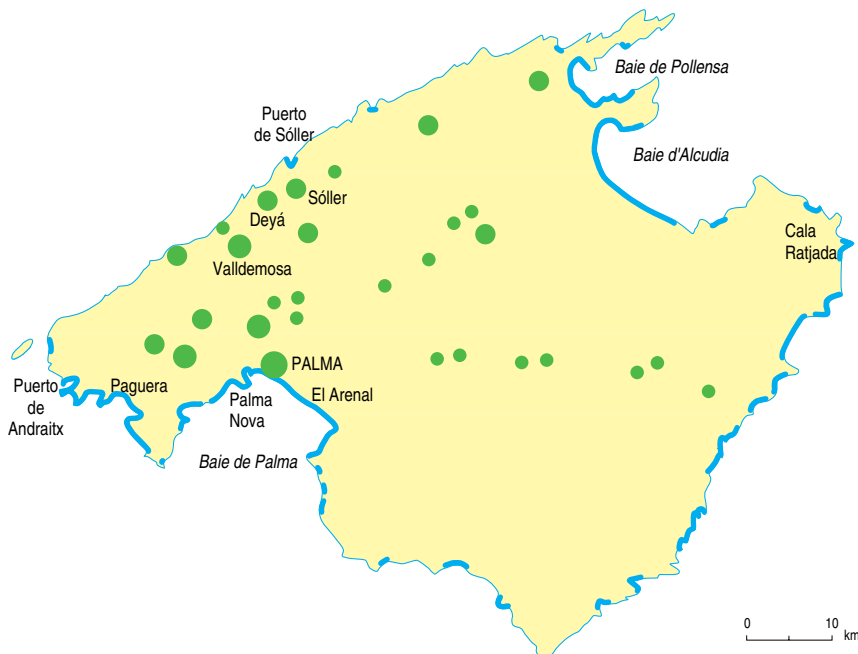 Baie de Pollensa
Puerto
de Sóller
Baie d'Alcudia
Sóller
Deyá
Cala
Ratjada
Valldemosa
PALMA
Puerto
de
Andraitx
Paguera
Palma
Nova
El Arenal
Baie de Palma
0 10
km